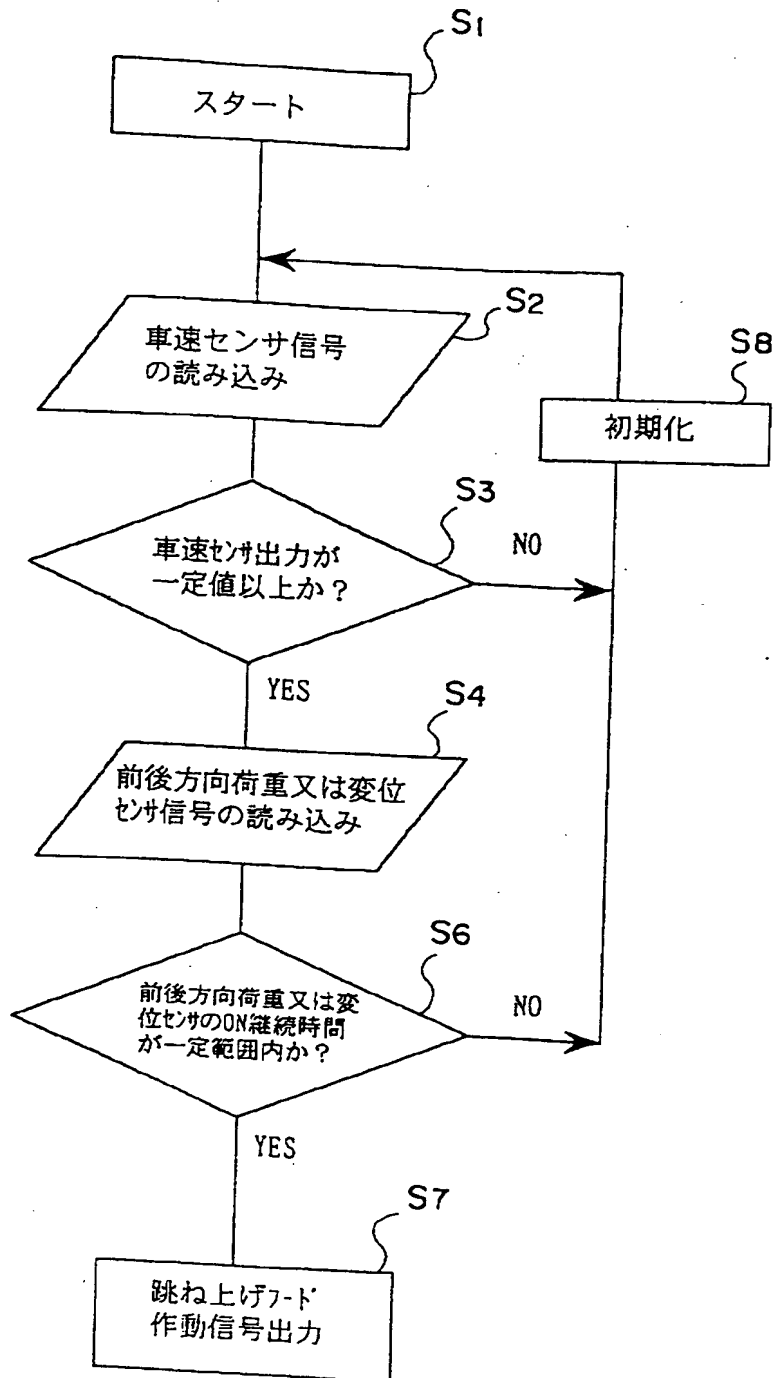 S1
スタート
S2
車速センサ信号
の読み込み
S8
初期化
S3
車速ｾﾝｻ出力が
一定値以上か？
NO
YES
S4
前後方向荷重又は変位
ｾﾝｻ信号の読み込み
S6
前後方向荷重又は変
位ｾﾝｻのON継続時間
が一定範囲内か？
NO
YES
S7
跳ね上げﾌｰﾄﾞ
作動信号出力